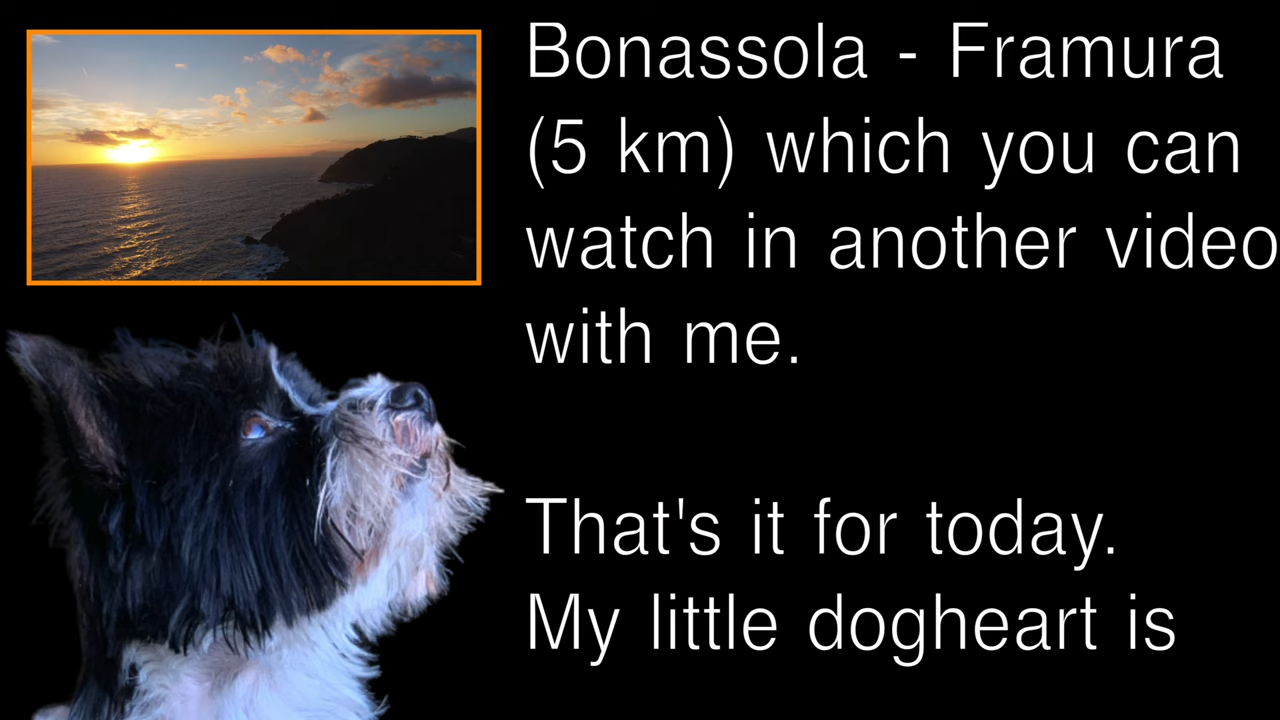 Bonassola - Framura
(5 km) which you can
watch in another video
with me.
That's it for today.
My little dogheart is